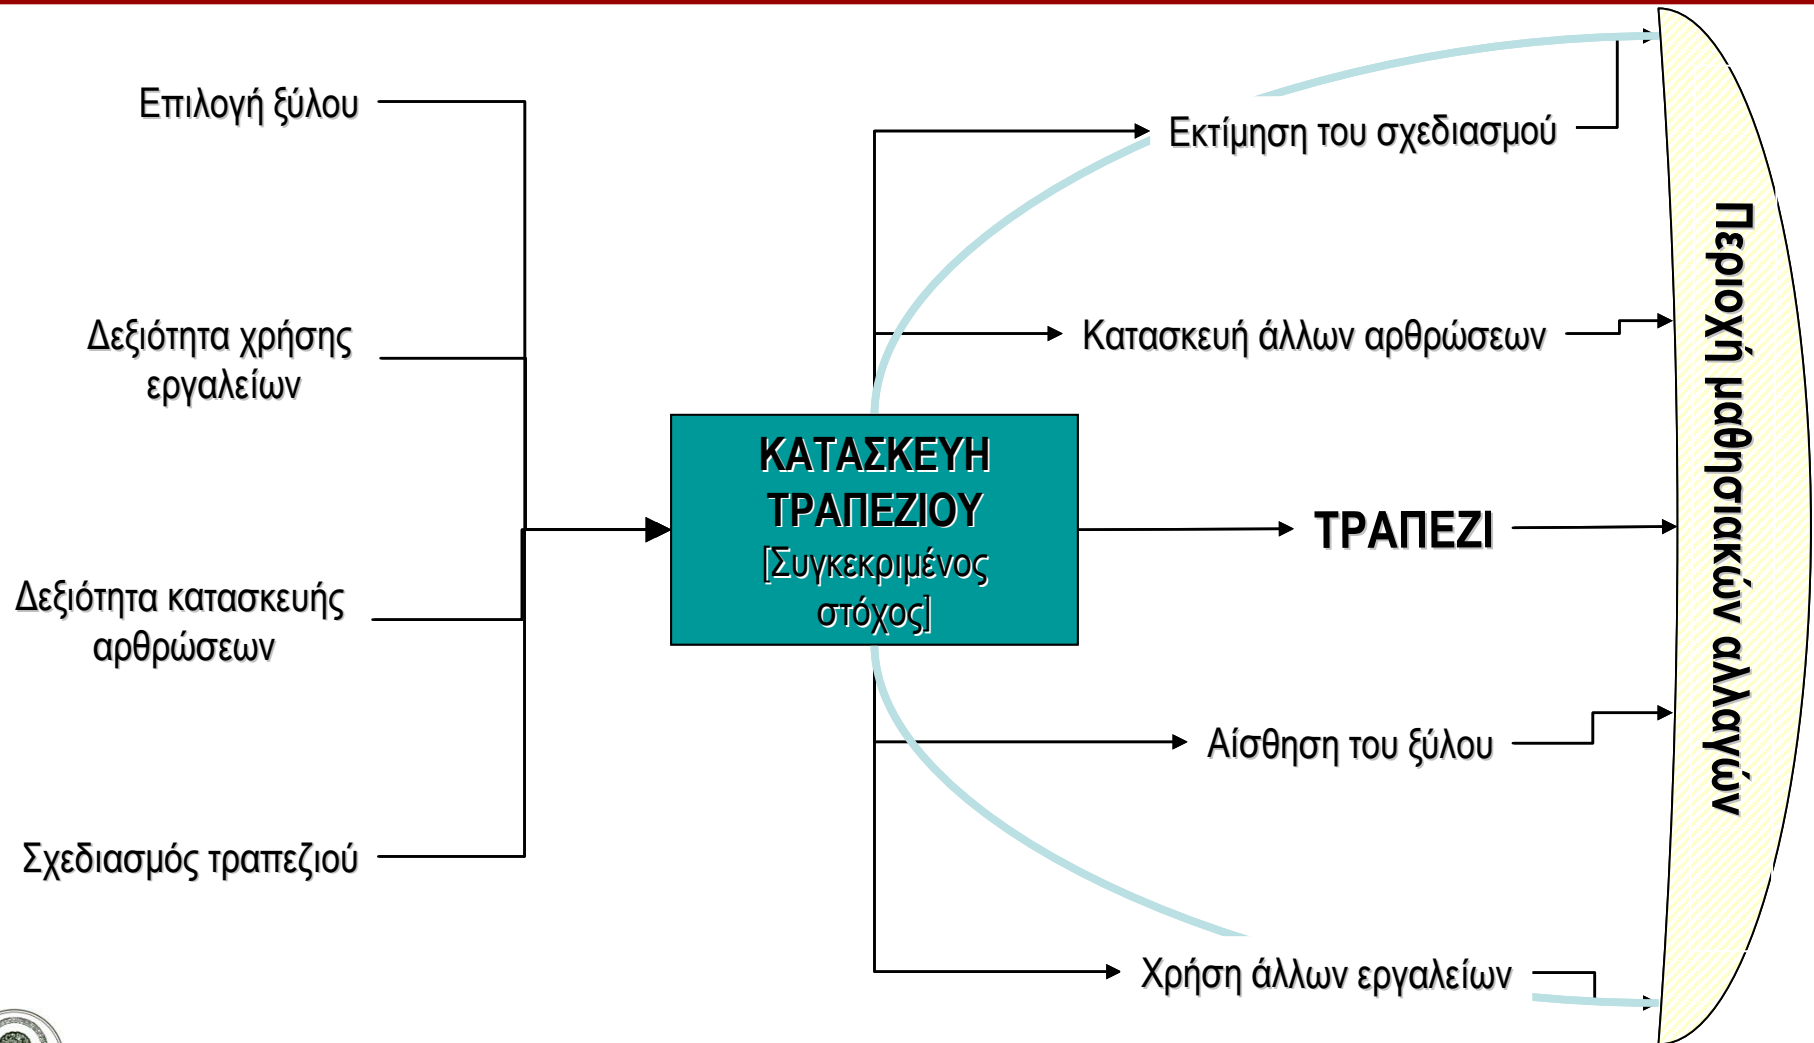 Επιλογή ξύλου
Δεξιότητα χρήσης
εργαλείων
Δεξιότητα κατασκευής
αρθρώσεων
Σχεδιασμός τραπεζιού
ΚΑΤΑΣΚΕΥΗ
ΤΡΑΠΕΖΙΟΥ
[Συγκεκριμένος
στόχος]
Εκτίμηση του σχεδιασμού
Κατασκευή άλλων αρθρώσεων
ΤΡΑΠΕΖΙ
Αίσθηση του ξύλου
Χρήση άλλων εργαλείων
Περιοχή μαθησιακών αλλαγών